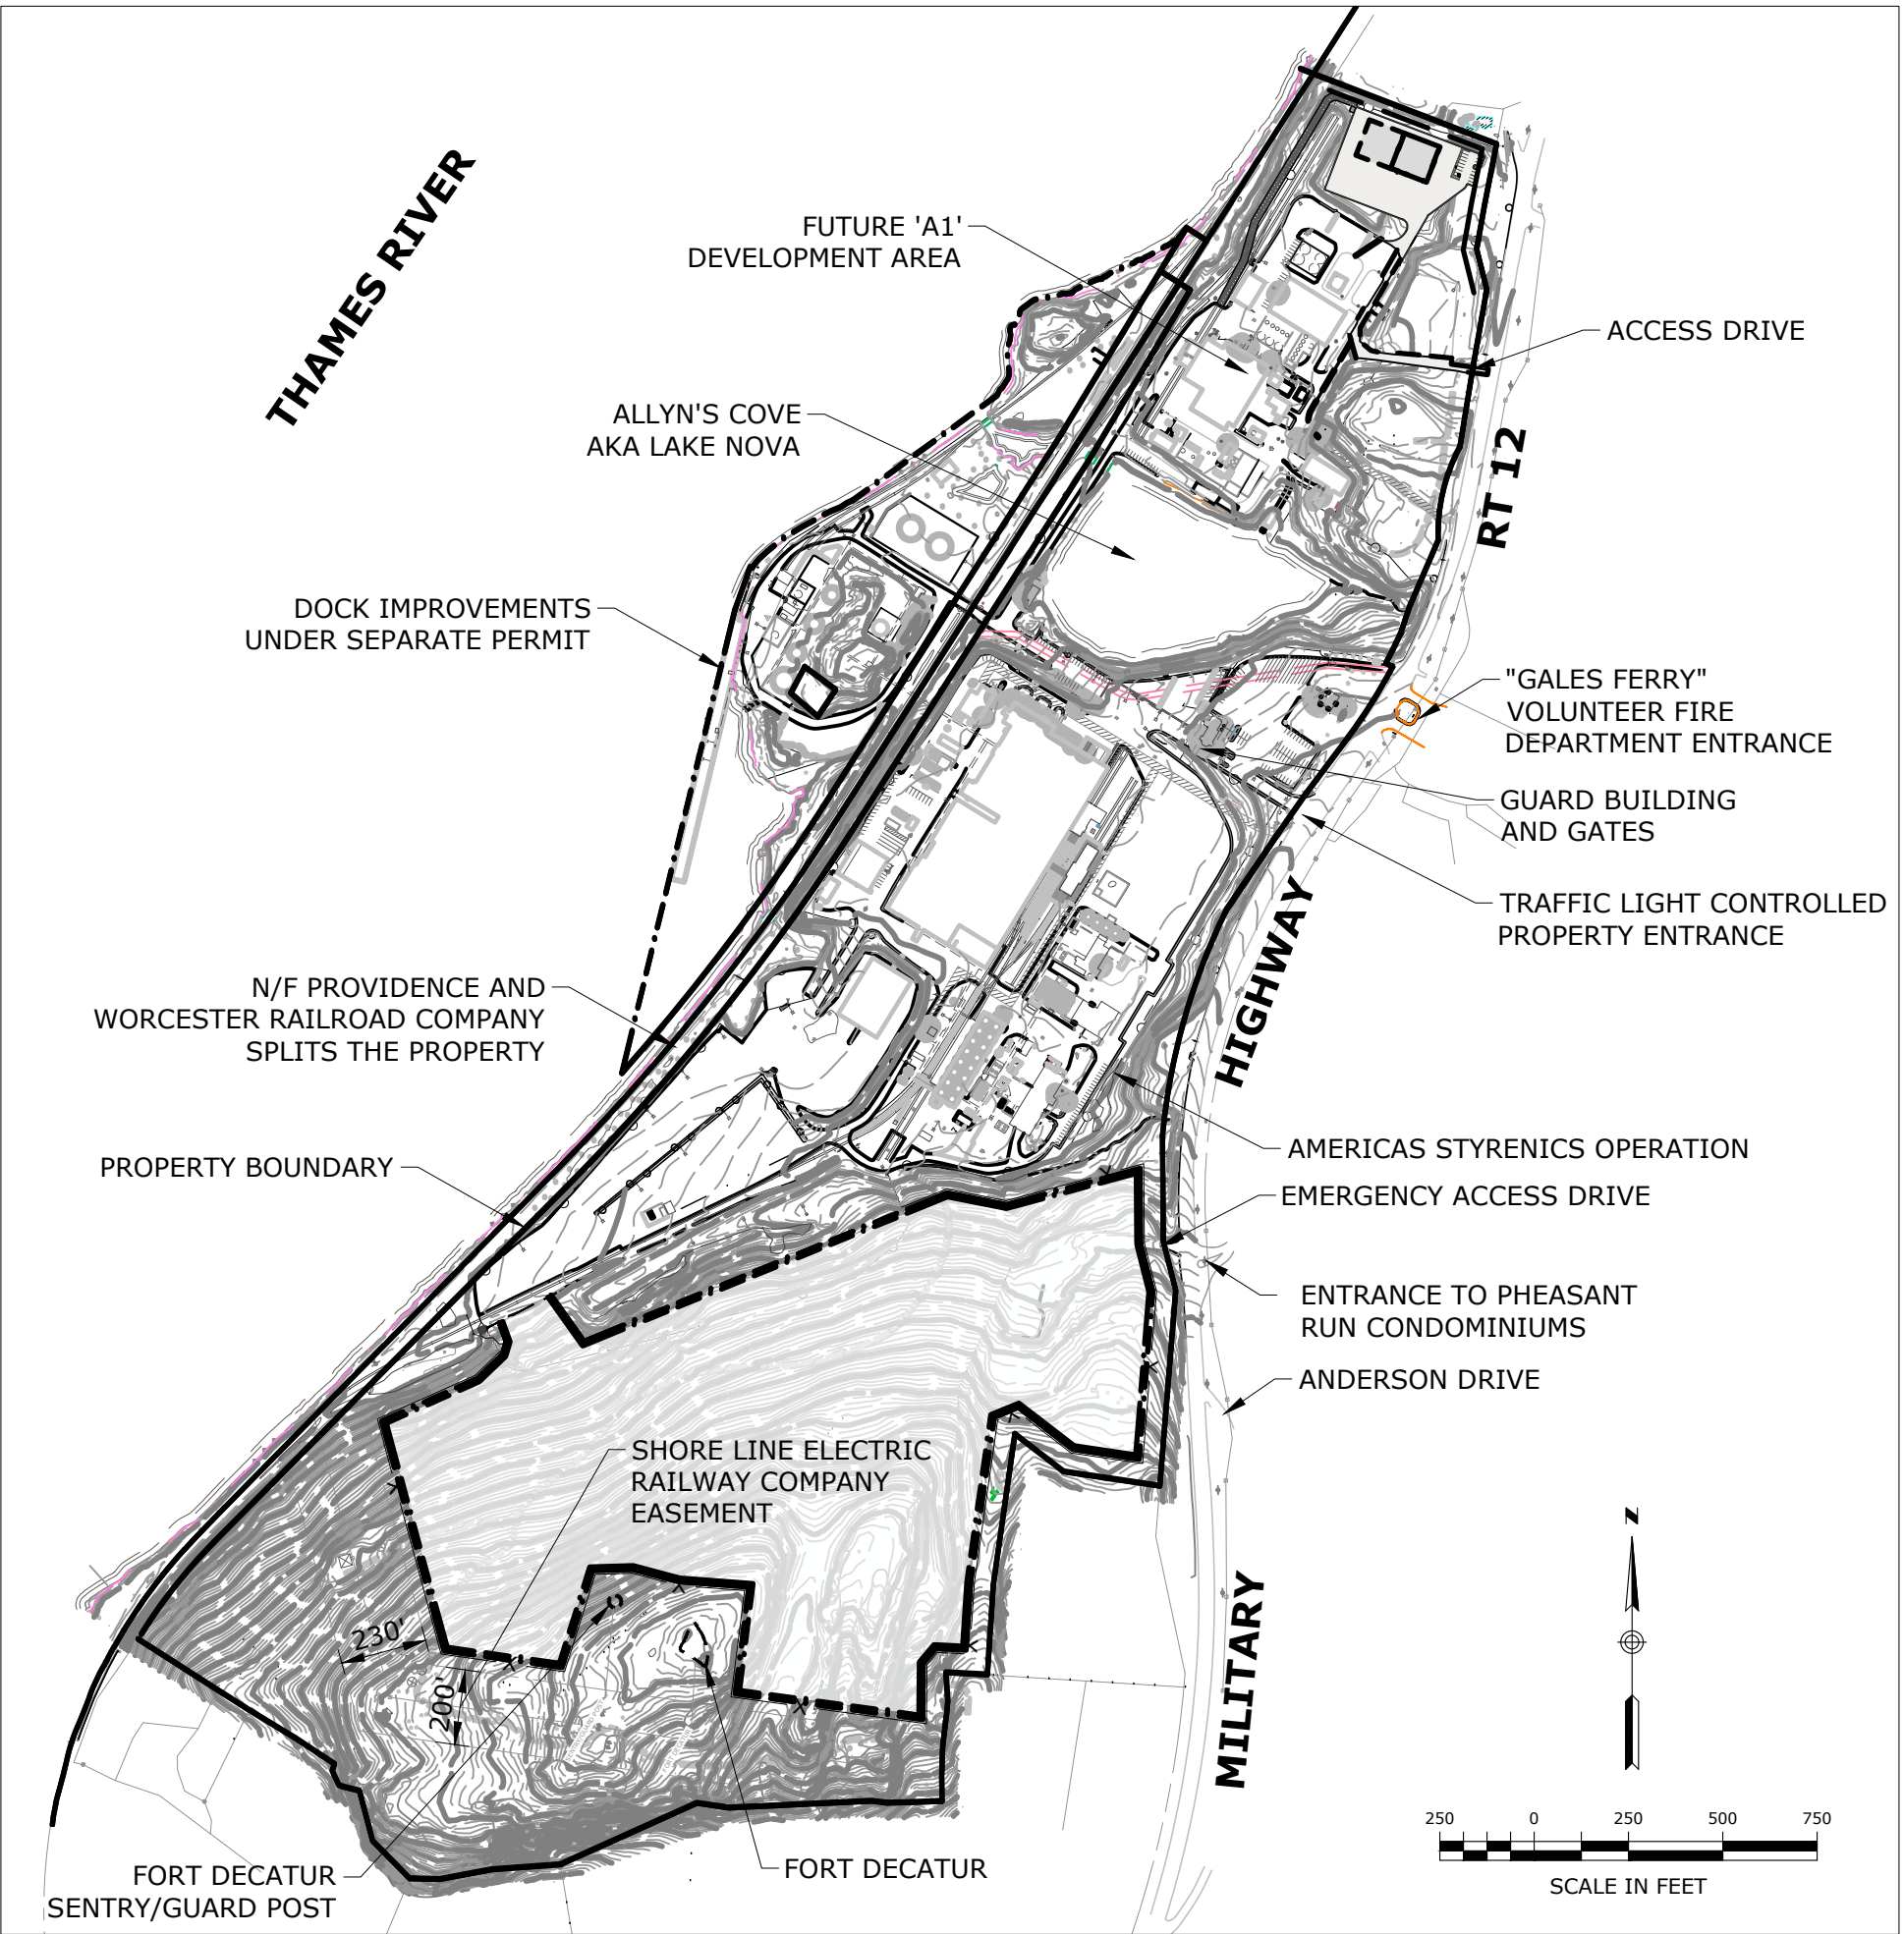 THAMES RIVER
FUTURE 'A1'
DEVELOPMENT AREA
ACCESS DRIVE
ALLYN'S COVE
AKA LAKE NOVA
RT 12
DOCK IMPROVEMENTS
UNDER SEPARATE PERMIT
"GALES FERRY"
VOLUNTEER FIRE
DEPARTMENT ENTRANCE
GUARD BUILDING
AND GATES
TRAFFIC LIGHT CONTROLLED
PROPERTY ENTRANCE
HIGHWAY
N/F PROVIDENCE AND
WORCESTER RAILROAD COMPANY
SPLITS THE PROPERTY
AMERICAS STYRENICS OPERATION
PROPERTY BOUNDARY
EMERGENCY ACCESS DRIVE
ENTRANCE TO PHEASANT
RUN CONDOMINIUMS
ANDERSON DRIVE
SHORE LINE ELECTRIC
RAILWAY COMPANY
EASEMENT
N
230'
200'
MILITARY
250 0 250 500 750
SCALE IN FEET
FORT DECATUR
SENTRY/GUARD POST
FORT DECATUR